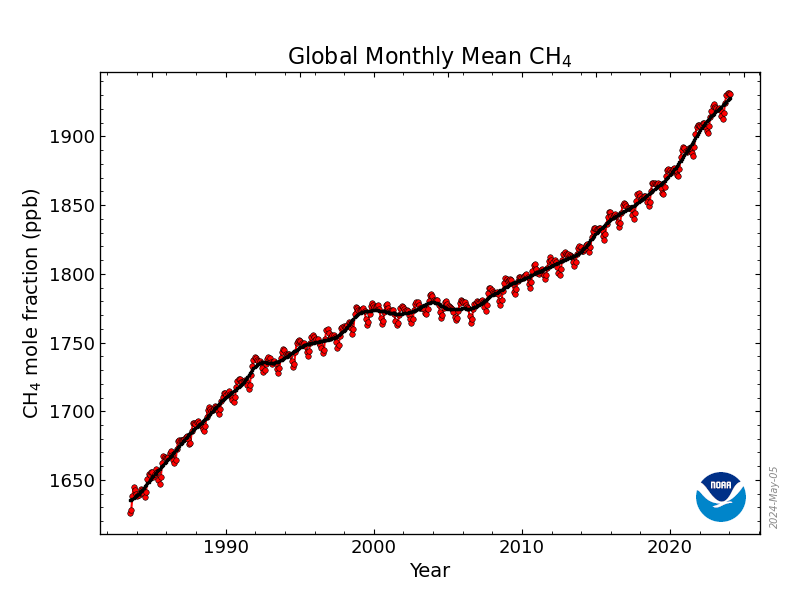 Global Monthly Mean CH₄
CH₄ mole fraction (ppb)
1900
1850
1800
1750
1700
1650
1990
2000
2010
2020
Year
NOAA
2024-May-05